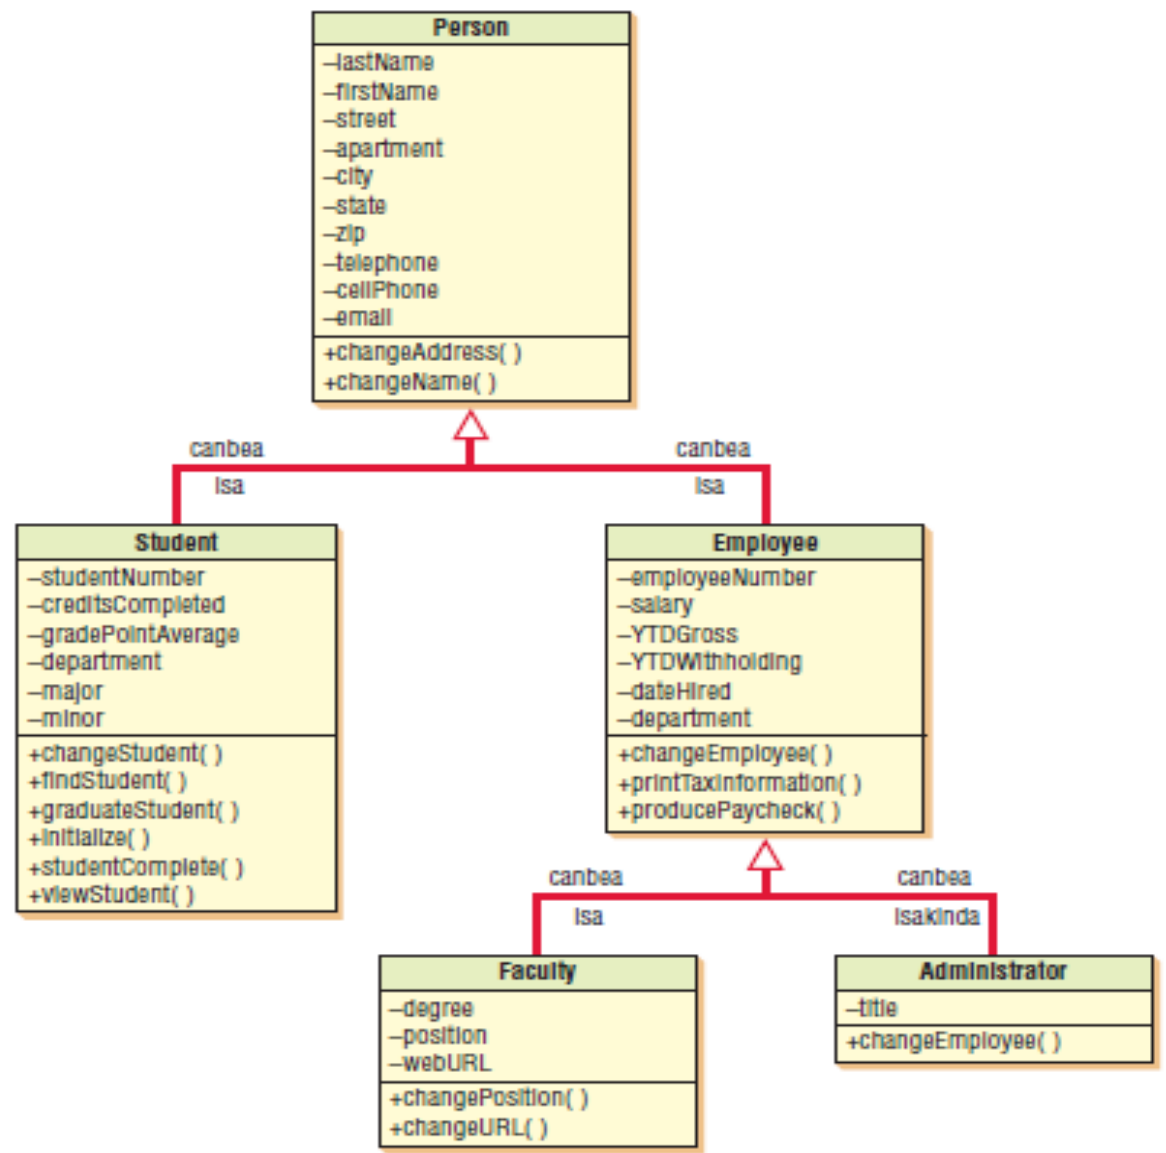 Person
–lastName
–firstName
–street
–apartment
–city
–state
–zip
–telephone
–cellPhone
–email
+changeAddress( )
+changeName( )
canbea
canbea
isa
isa
Student
–studentNumber
–creditsCompleted
–gradePointAverage
–department
–major
–minor
+changeStudent( )
+findStudent( )
+graduateStudent( )
+initialize( )
+studentComplete( )
+viewStudent( )
Employee
–employeeNumber
–salary
–YTDGross
–YTDWithholding
–dateHired
–department
+changeEmployee( )
+printTaxInformation( )
+producePaycheck( )
canbea
canbea
isa
isakinda
Faculty
–degree
–position
–webURL
+changePosition( )
+changeURL( )
Administrator
–title
+changeEmployee( )